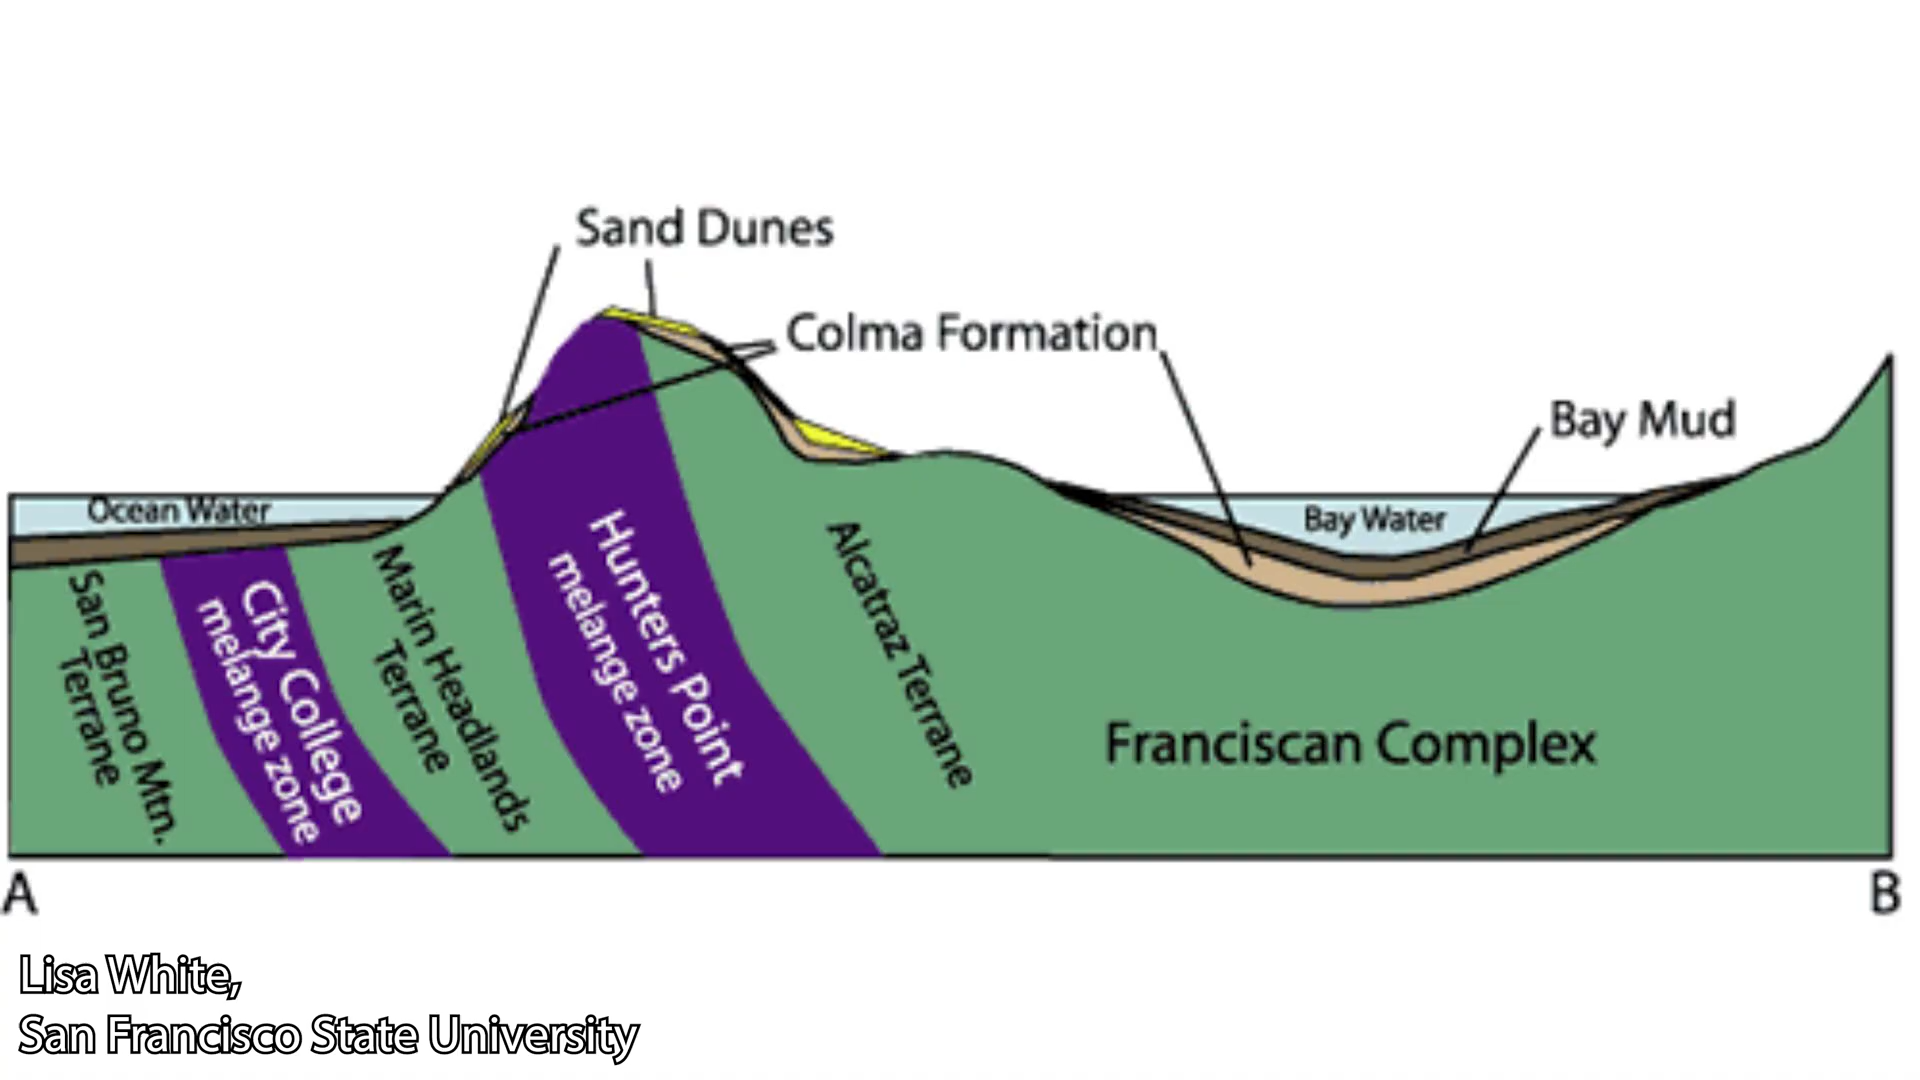 Sand Dunes
Colma Formation
Bay Mud
Ocean Water
Bay Water
San Bruno Mtn.
Terrane
City College
melange zone
Marin Headlands
Terrane
Hunters Point
melange zone
Alcatraz Terrane
Franciscan Complex
A
B
Lisa White,
San Francisco State University